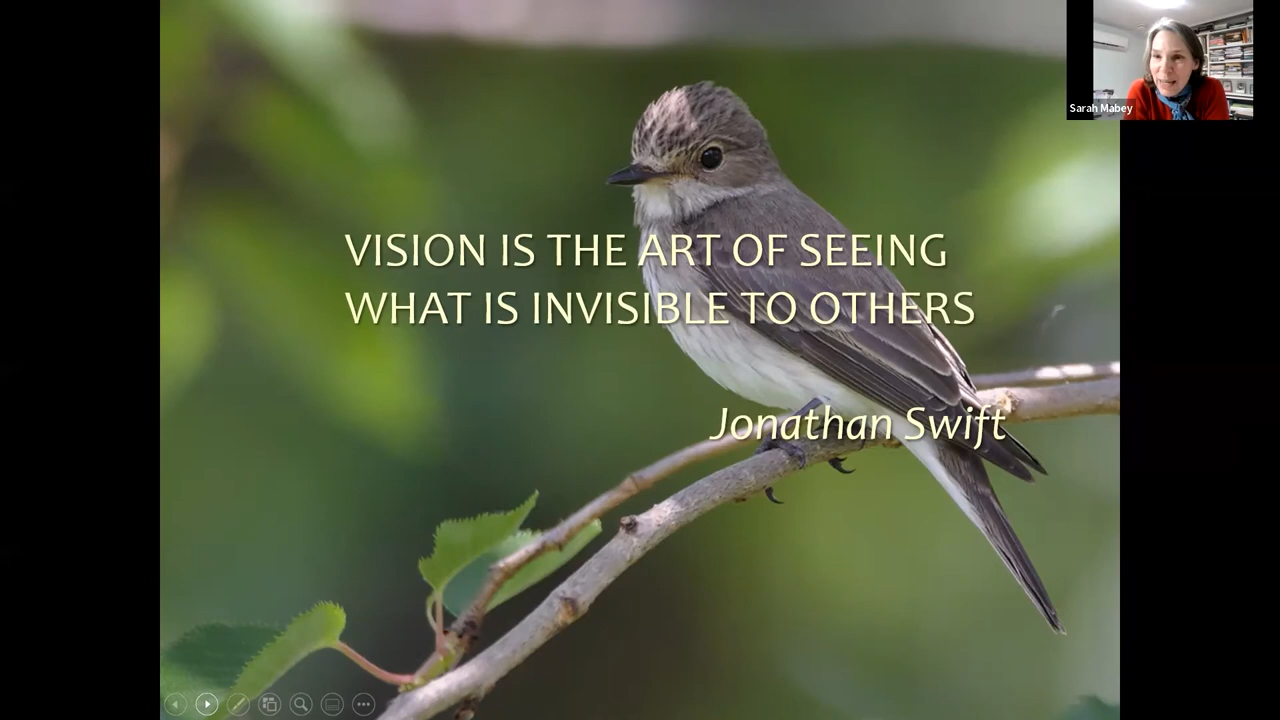 Sarah Mabey
VISION IS THE ART OF SEEING
WHAT IS INVISIBLE TO OTHERS
Jonathan Swift